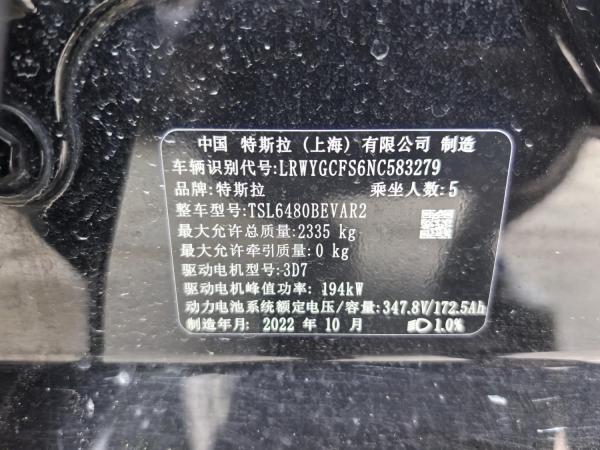 中国 特斯拉（上海）有限公司 制造
车辆识别代号:LRWYGCFS6NC583279
品牌:特斯拉 乘坐人数:5
整车型号:TSL6480BEVAR2
最大允许总质量:2335 kg
最大允许牵引质量:0 kg
驱动电机型号:3D7
驱动电机峰值功率: 194kW
动力电池系统额定电压/容量:347.8V/172.5Ah
制造年月: 2022 年 10 月 1.0%